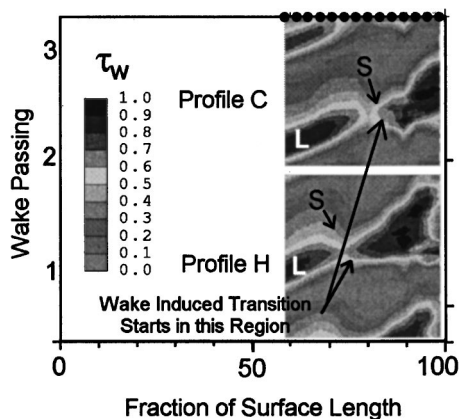 3
τw
1.0
0.9
0.8
0.7
0.6
0.5
0.4
0.3
0.2
0.1
0.0
Profile C
S
L
2
Wake Passing
S
1
Profile H
L
Wake Induced Transition
Starts in this Region
0
0
50
100
Fraction of Surface Length